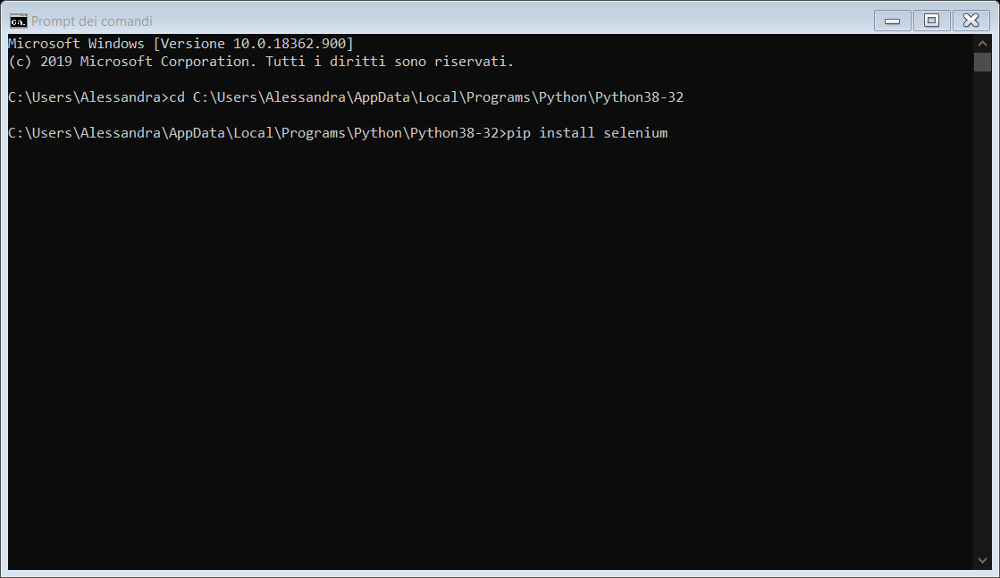 Prompt dei comandi
Microsoft Windows [Versione 10.0.18362.900]
(c) 2019 Microsoft Corporation. Tutti i diritti sono riservati.
C:\Users\Alessandra>cd C:\Users\Alessandra\AppData\Local\Programs\Python\Python38-32
C:\Users\Alessandra\AppData\Local\Programs\Python\Python38-32>pip install selenium